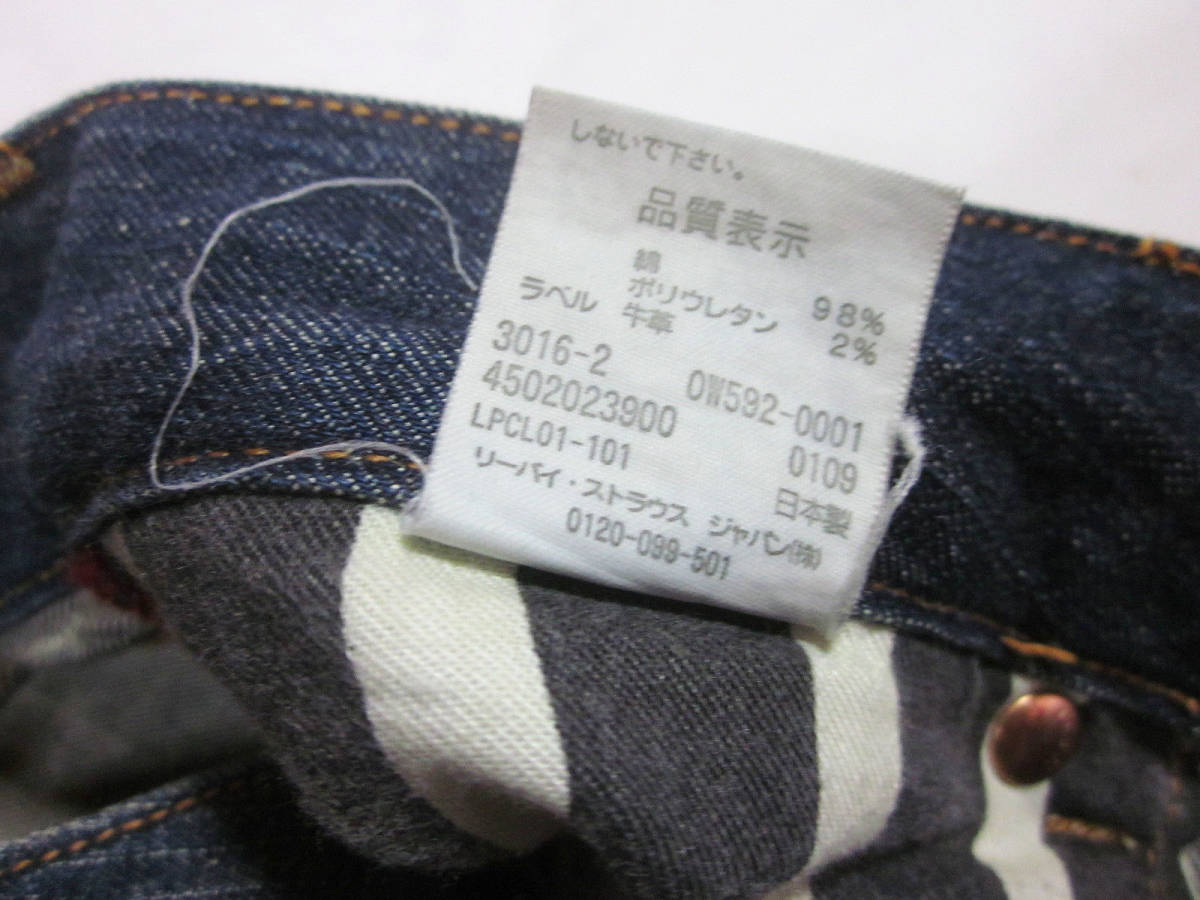 しないで下さい。
品質表示
綿 98%
ポリウレタン 2%
ラベル 牛革
3016-2 0W592-0001
4502023900 0109
LPCL01-101 日本製
リーバイ・ストラウス ジャパン(株)
0120-099-501